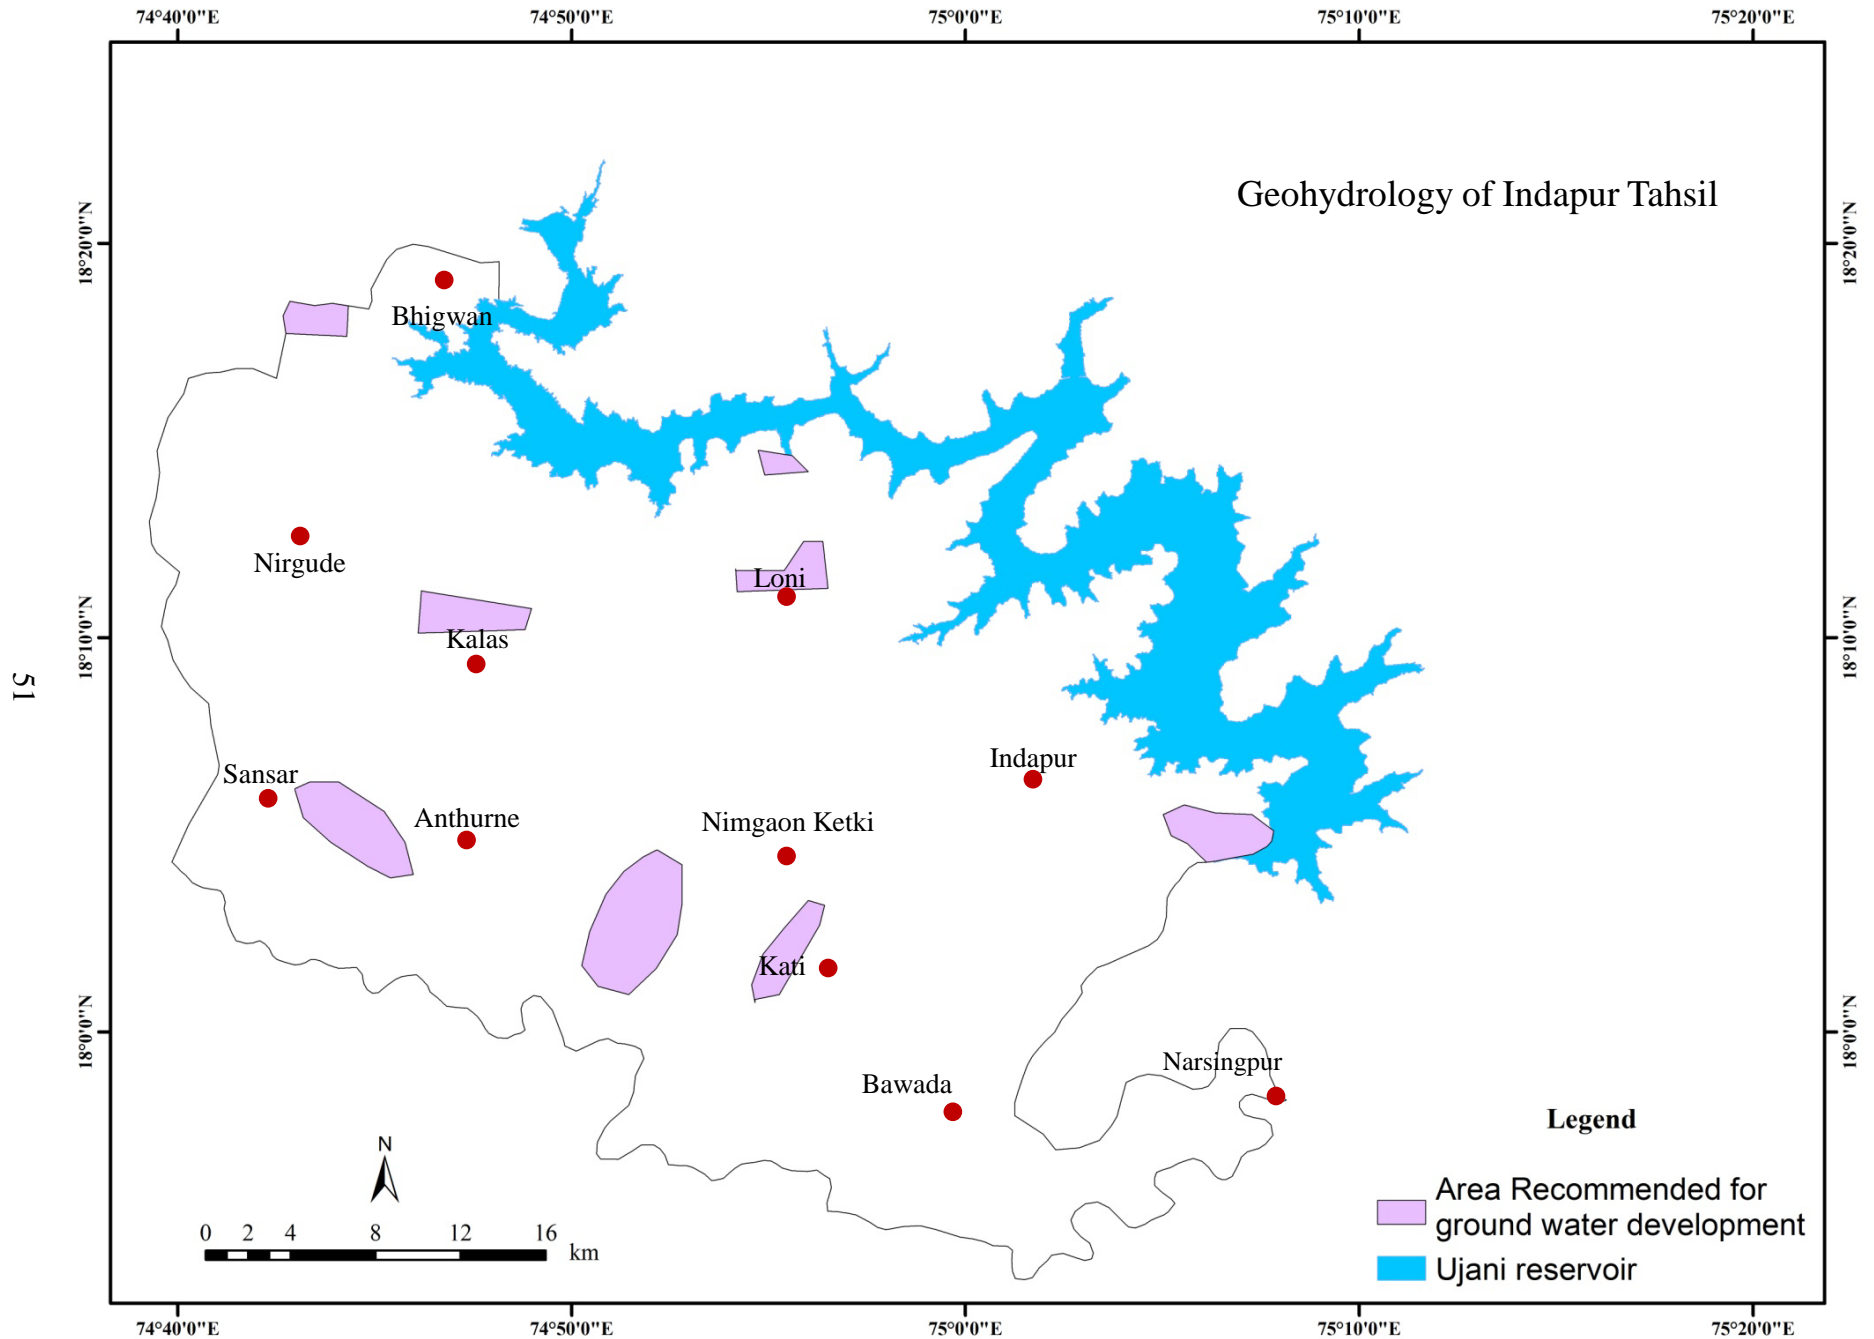 74°40'0"E 74°50'0"E 75°0'0"E 75°10'0"E 75°20'0"E
Geohydrology of Indapur Tahsil
18°20'0"N 18°20'0"N
Bhigwan
Nirgude
Loni
Kalas
18°10'0"N 18°10'0"N
51
Indapur
Sansar
Anthurne
Nimgaon Ketki
Kati
18°0'0"N 18°0'0"N
Narsingpur
Bawada
Legend
N
Area Recommended for
ground water development
0 2 4 8 12 16
km
Ujani reservoir
74°40'0"E 74°50'0"E 75°0'0"E 75°10'0"E 75°20'0"E